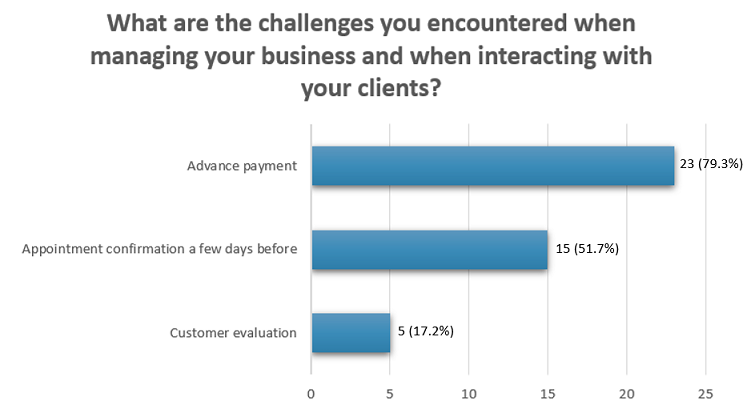 What are the challenges you encountered when
managing your business and when interacting with
your clients?
Advance payment
23 (79.3%)
Appointment confirmation a few days before
15 (51.7%)
Customer evaluation
5 (17.2%)
0 5 10 15 20 25